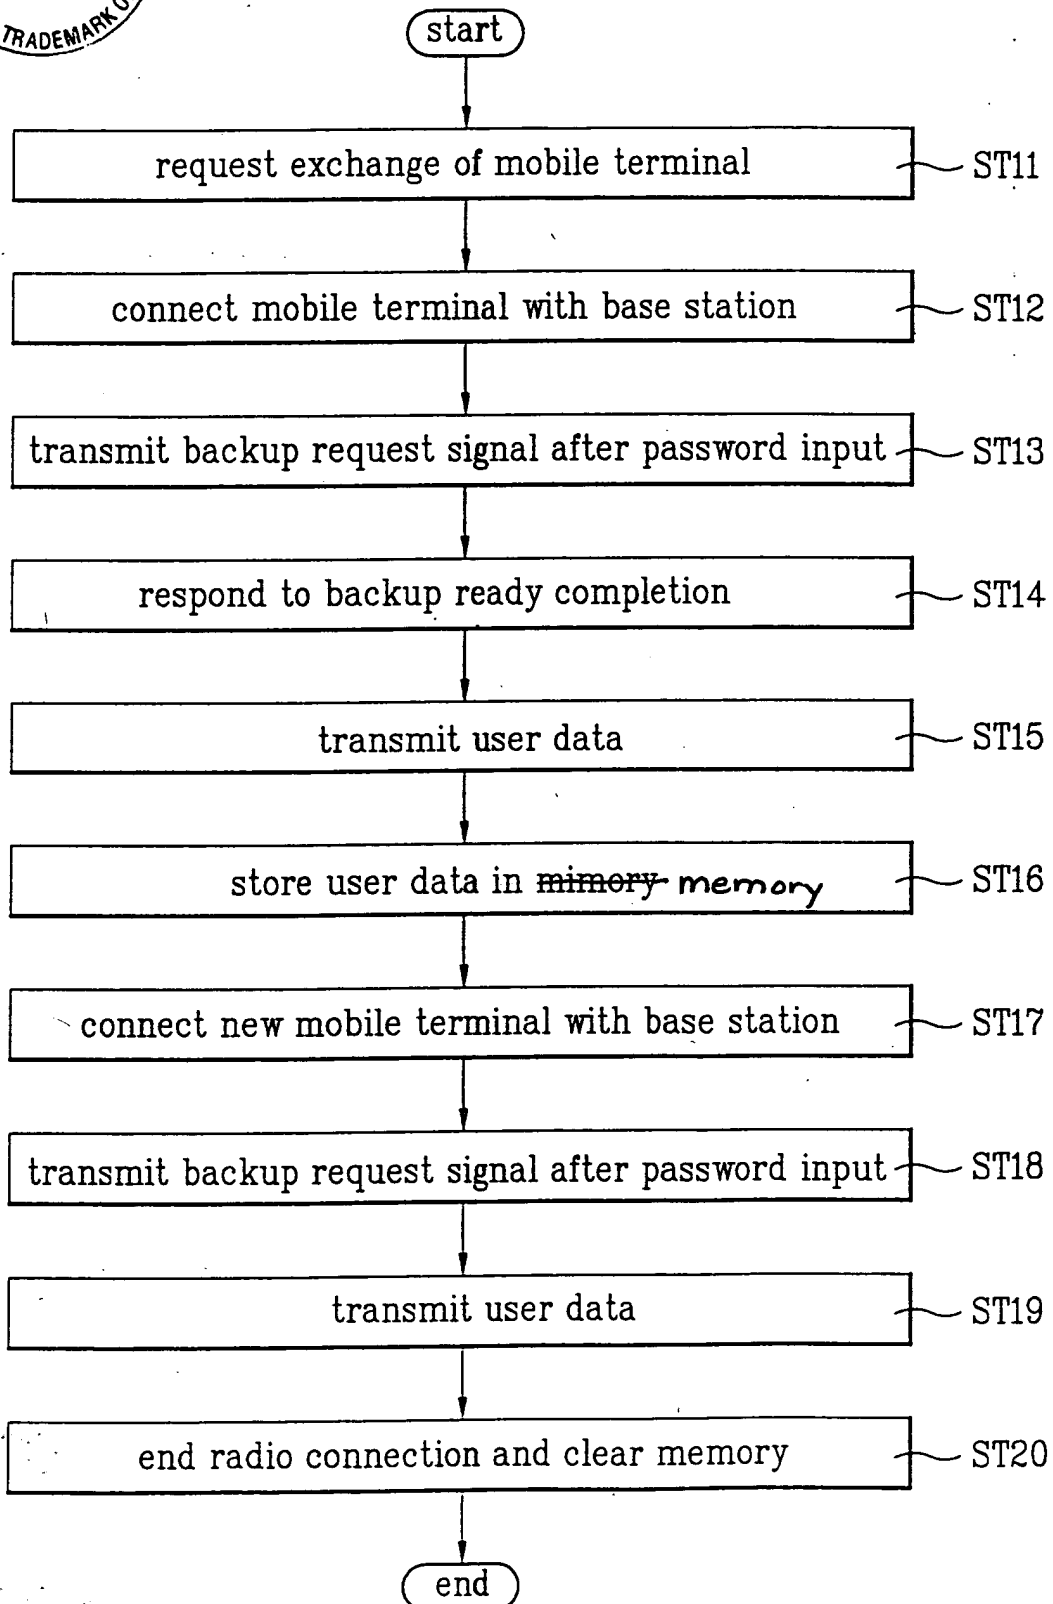 TRADEMARK
start
request exchange of mobile terminal ST11
connect mobile terminal with base station ST12
transmit backup request signal after password input ST13
respond to backup ready completion ST14
transmit user data ST15
store user data in mimory memory ST16
connect new mobile terminal with base station ST17
transmit backup request signal after password input ST18
transmit user data ST19
end radio connection and clear memory ST20
end